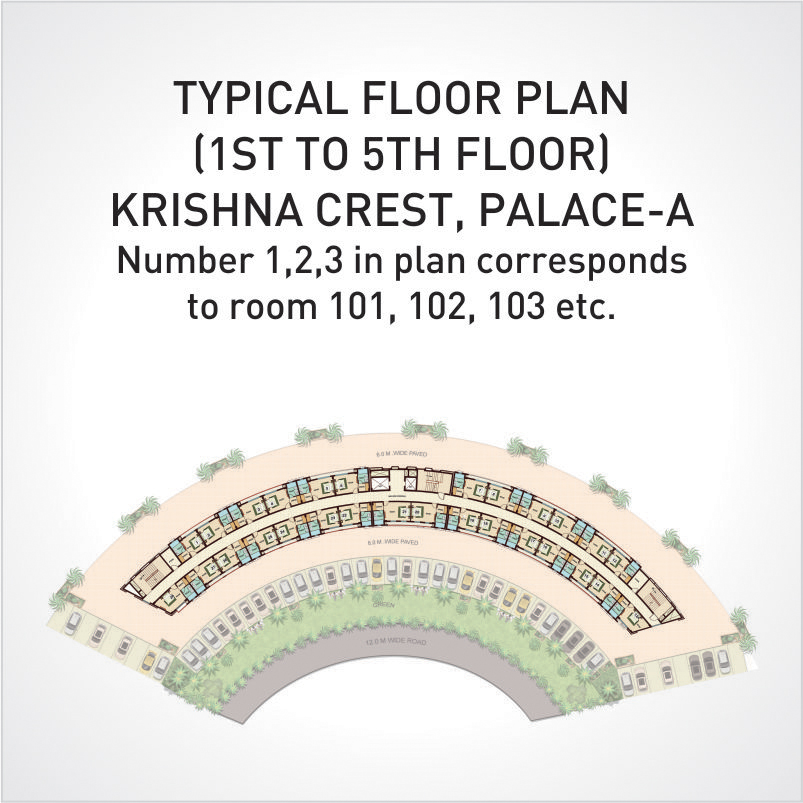 TYPICAL FLOOR PLAN
(1ST TO 5TH FLOOR)
KRISHNA CREST, PALACE-A
Number 1,2,3 in plan corresponds
to room 101, 102, 103 etc.
6.0 M .WIDE PAVED
6.0 M .WIDE PAVED
GREEN
12.0 M WIDE ROAD